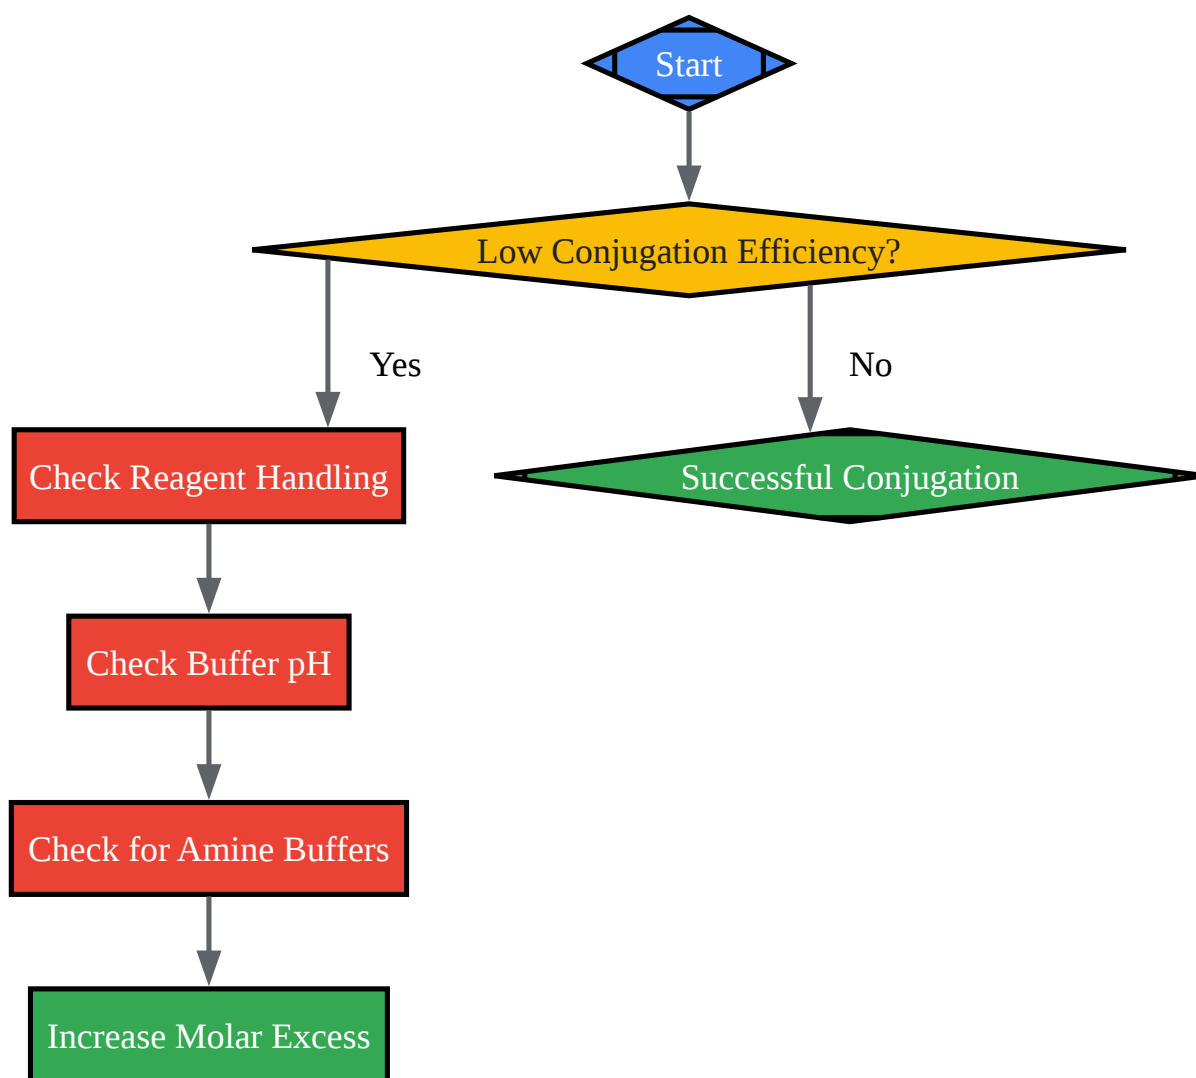 Start
Low Conjugation Efficiency?
Yes
No
Check Reagent Handling
Successful Conjugation
Check Buffer pH
Check for Amine Buffers
Increase Molar Excess